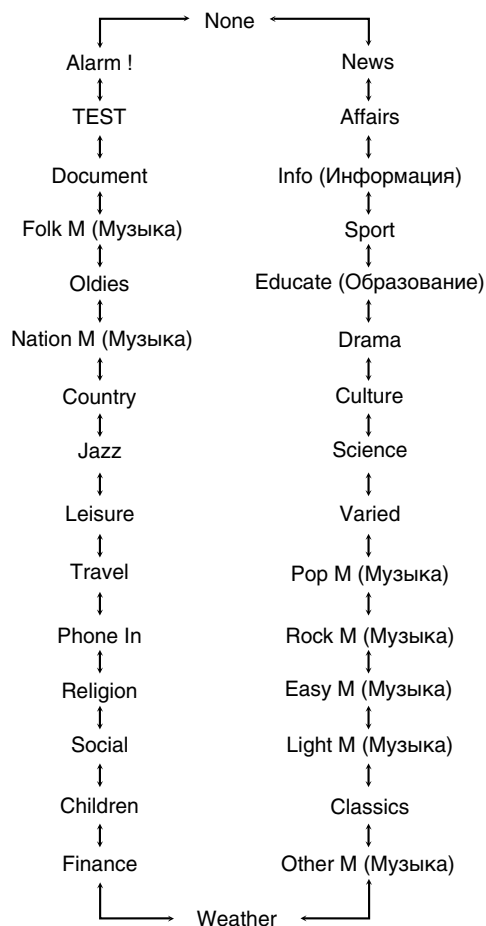 None
Alarm !
News
TEST
Affairs
Document
Info (Информация)
Folk M (Музыка)
Sport
Oldies
Educate (Образование)
Nation M (Музыка)
Drama
Country
Culture
Jazz
Science
Leisure
Varied
Travel
Pop M (Музыка)
Phone In
Rock M (Музыка)
Religion
Easy M (Музыка)
Social
Light M (Музыка)
Children
Classics
Finance
Other M (Музыка)
Weather